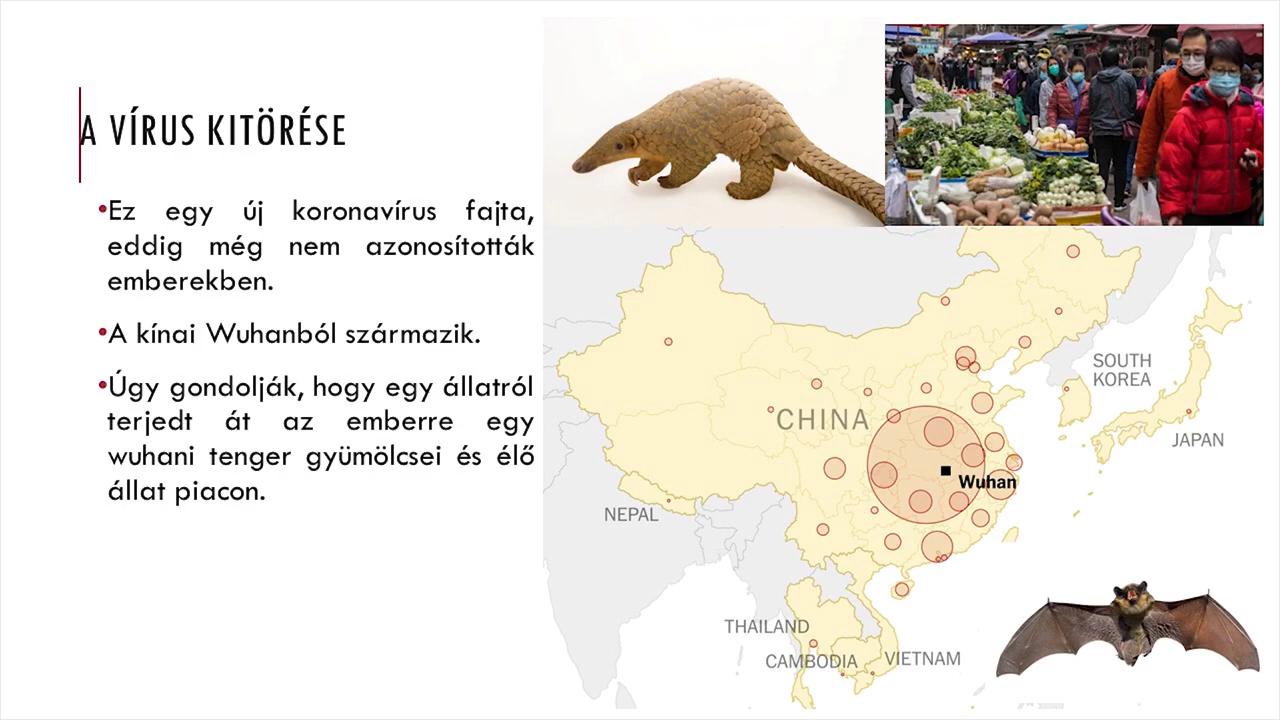 A VÍRUS KITÖRÉSE
•Ez egy új koronavírus fajta,
eddig még nem azonosították
emberekben.
•A kínai Wuhanból származik.
•Úgy gondolják, hogy egy állatról
terjedt át az emberre egy
wuhani tenger gyümölcsei és élő
állat piacon.
CHINA
SOUTH
KOREA
JAPAN
Wuhan
NEPAL
THAILAND
CAMBODIA
VIETNAM